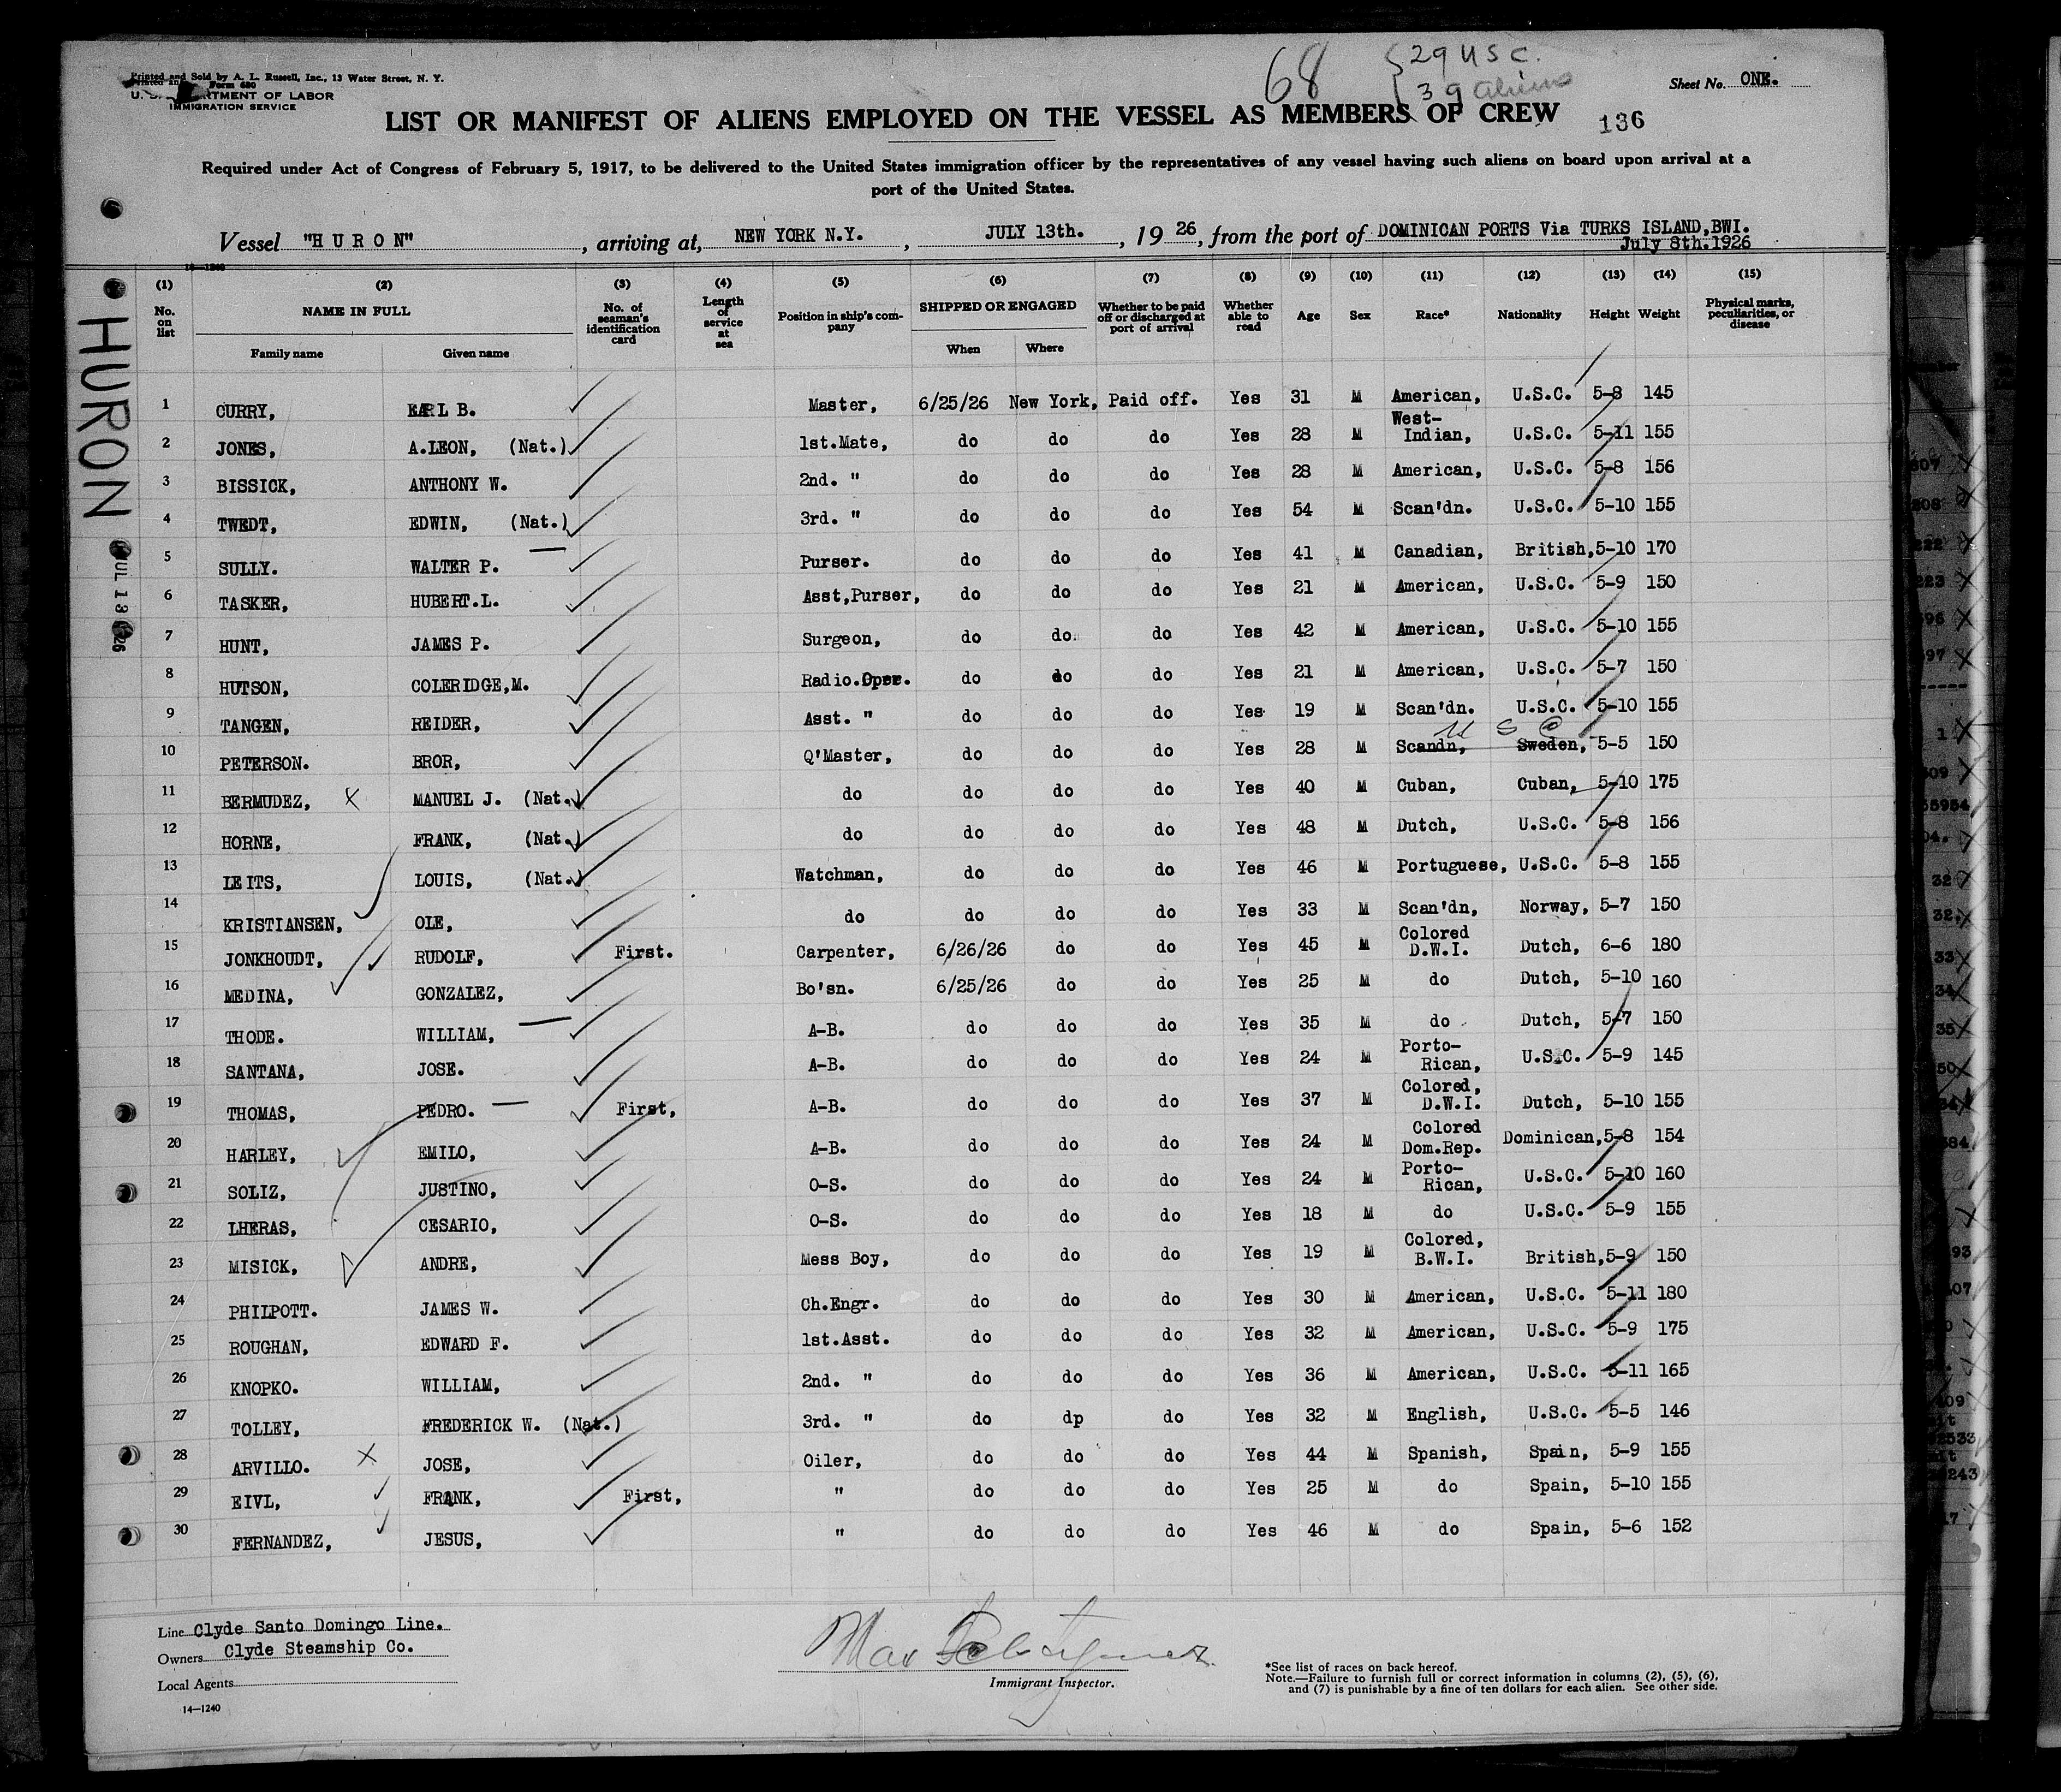 Printed and Sold by A. L. Russell, Inc., 13 Water Street, N. Y.
Form 680
U. S. DEPARTMENT OF LABOR
IMMIGRATION SERVICE
68 { 29 U S C.
39 aliens
Sheet No. ONE.
LIST OR MANIFEST OF ALIENS EMPLOYED ON THE VESSEL AS MEMBERS OF CREW 136
Required under Act of Congress of February 5, 1917, to be delivered to the United States immigration officer by the representatives of any vessel having such aliens on board upon arrival at a
port of the United States.
Vessel "H U R O N", arriving at, NEW YORK N.Y., JULY 13th., 19 26, from the port of DOMINICAN PORTS Via TURKS ISLAND,BWI.
July 8th.1926
HURON
JUL 13 1926
(1) (2) (3) (4) (5) (6) (7) (8) (9) (10) (11) (12) (13) (14) (15)
No. on list NAME IN FULL No. of seaman's identification card Length of service at sea Position in ship's company SHIPPED OR ENGAGED Whether to be paid off or discharged at port of arrival Whether able to read Age Sex Race* Nationality Height Weight Physical marks, peculiarities, or disease
Family name Given name When Where
1 CURRY, EARL B. Master, 6/25/26 New York, Paid off. Yes 31 M American, U.S.C. 5-8 145
2 JONES, A.LEON, (Nat.) 1st.Mate, do do do Yes 28 M West-Indian, U.S.C. 5-11 155
3 BISSICK, ANTHONY W. 2nd. " do do do Yes 28 M American, U.S.C. 5-8 156
4 TWEDT, EDWIN, (Nat.) 3rd. " do do do Yes 54 M Scan'dn. U.S.C. 5-10 155
5 SULLY. WALTER P. Purser. do do do Yes 41 M Canadian, British, 5-10 170
6 TASKER, HUBERT.L. Asst,Purser, do do do Yes 21 M American, U.S.C. 5-9 150
7 HUNT, JAMES P. Surgeon, do do. do Yes 42 M American, U.S.C. 5-10 155
8 HUTSON, COLERIDGE,M. Radio.Oper. do do do Yes 21 M American, U.S.C. 5-7 150
9 TANGEN, REIDER, Asst. " do do do Yes 19 M Scan'dn. U.S.C. 5-10 155
U S C
10 PETERSON. BROR, Q'Master, do do do Yes 28 M Scandn, Sweden, 5-5 150
11 BERMUDEZ, X MANUEL J. (Nat.) do do do do Yes 40 M Cuban, Cuban, 5-10 175
12 HORNE, FRANK, (Nat.) do do do do Yes 48 M Dutch, U.S.C. 5-8 156
13 LEITS, LOUIS, (Nat.) Watchman, do do do Yes 46 M Portuguese, U.S.C. 5-8 155
14 KRISTIANSEN, OLE, do do do do Yes 33 M Scan'dn, Norway, 5-7 150
15 JONKHOUDT, RUDOLF, First. Carpenter, 6/26/26 do do Yes 45 M Colored D.W.I. Dutch, 6-6 180
16 MEDINA, GONZALEZ, Bo'sn. 6/25/26 do do Yes 25 M do Dutch, 5-10 160
17 THODE. WILLIAM, A-B. do do do Yes 35 M do Dutch, 5-7 150
18 SANTANA, JOSE. A-B. do do do Yes 24 M Porto-Rican, U.S.C. 5-9 145
19 THOMAS, PEDRO. First, A-B. do do do Yes 37 M Colored, D.W.I. Dutch, 5-10 155
20 HARLEY, EMILO, A-B. do do do Yes 24 M Colored Dom.Rep. Dominican, 5-8 154
21 SOLIZ, JUSTINO, O-S. do do do Yes 24 M Porto-Rican, U.S.C. 5-10 160
22 LHERAS, CESARIO, O-S. do do do Yes 18 M do U.S.C. 5-9 155
23 MISICK, ANDRE, Mess Boy, do do do Yes 19 M Colored, B.W.I. British, 5-9 150
24 PHILPOTT. JAMES W. Ch.Engr. do do do Yes 30 M American, U.S.C. 5-11 180
25 ROUGHAN, EDWARD F. 1st.Asst. do do do Yes 32 M American, U.S.C. 5-9 175
26 KNOPKO. WILLIAM, 2nd. " do do do Yes 36 M American, U.S.C. 5-11 165
27 TOLLEY, FREDERICK W. (Nat.) 3rd. " do dp do Yes 32 M English, U.S.C. 5-5 146
28 ARVILLO. X JOSE, Oiler, do do do Yes 44 M Spanish, Spain, 5-9 155
29 EIVL, FRANK, First, " do do do Yes 25 M do Spain, 5-10 155
30 FERNANDEZ, JESUS, " do do do Yes 46 M do Spain, 5-6 152
Line Clyde Santo Domingo Line.
Owners Clyde Steamship Co.
Local Agents
14—1240
Immigrant Inspector.
*See list of races on back hereof.
Note.—Failure to furnish full or correct information in columns (2), (5), (6),
and (7) is punishable by a fine of ten dollars for each alien. See other side.